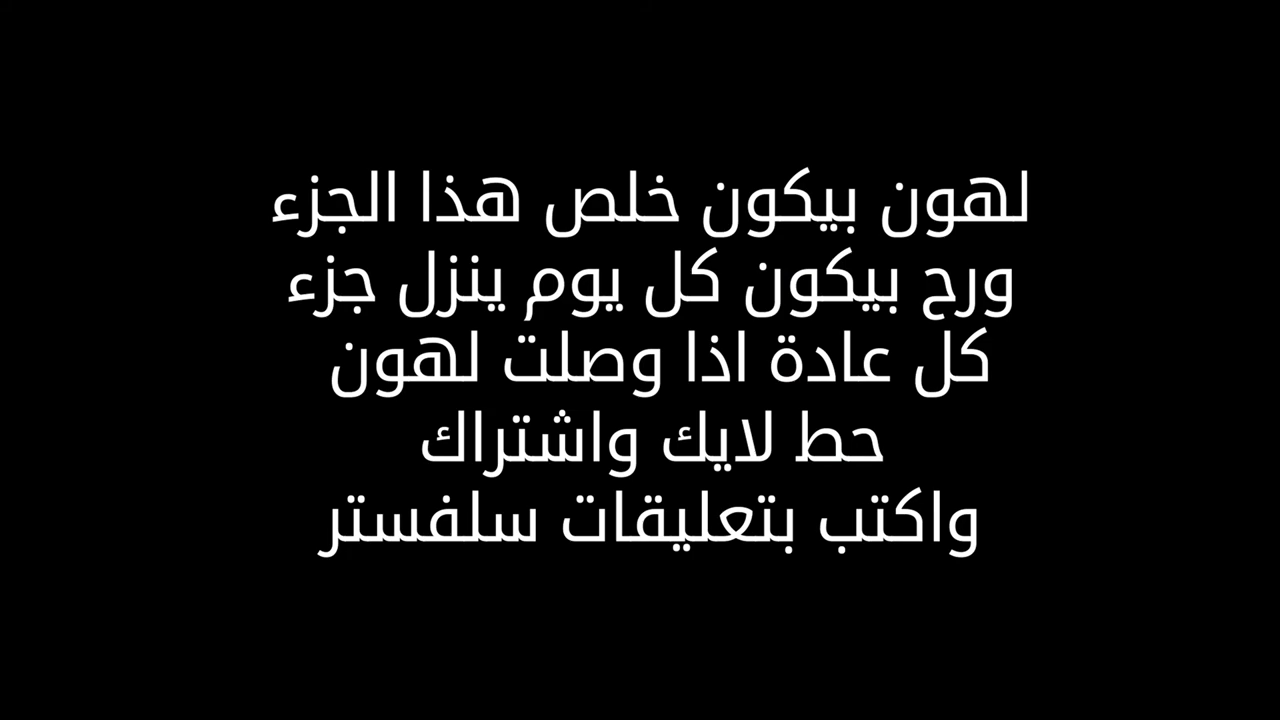 لهون بيكون خلص هذا الجزء
ورح بيكون كل يوم ينزل جزء
كل عادة اذا وصلت لهون
حط لايك واشتراك
واكتب بتعليقات سلفستر